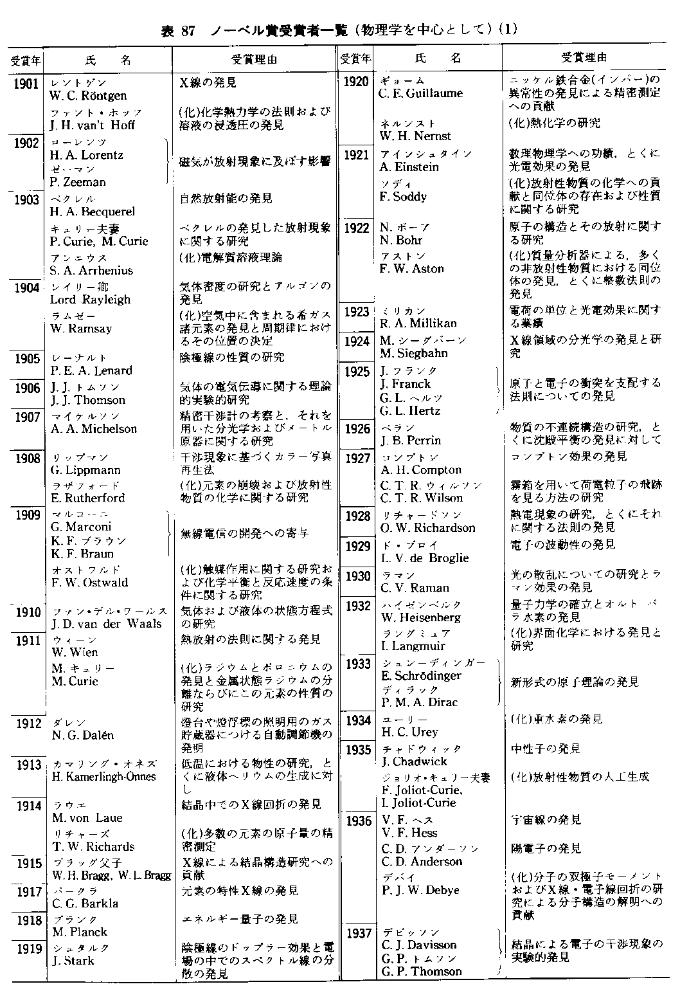 表 87 ノーベル賞受賞者一覧 (物理学を中心として) (1)
受賞年 氏 名 受賞理由
1901 レントゲン X線の発見
W. C. Röntgen
ファント・ホッフ (化)化学熱力学の法則および
J. H. van't Hoff 溶液の浸透圧の発見
1902 ローレンツ
H. A. Lorentz
磁気が放射現象に及ぼす影響
ゼーマン
P. Zeeman
1903 ベクレル 自然放射能の発見
H. A. Becquerel
キュリー夫妻 ベクレルの発見した放射現象
P. Curie, M. Curie に関する研究
アレニウス (化)電解質溶液理論
S. A. Arrhenius
1904 レイリー卿 気体密度の研究とアルゴンの
Lord Rayleigh 発見
ラムゼー (化)空気中に含まれる希ガス
W. Ramsay 諸元素の発見と周期律におけ
るその位置の決定
1905 レーナルト 陰極線の性質の研究
P. E. A. Lenard
1906 J. J. トムソン 気体の電気伝導に関する理論
J. J. Thomson 的実験的研究
1907 マイケルソン 精密干渉計の考察と，それを
A. A. Michelson 用いた分光学およびメートル
原器に関する研究
1908 リップマン 干渉現象に基づくカラー写真
G. Lippmann 再生法
ラザフォード (化)元素の崩壊および放射性
E. Rutherford 物質の化学に関する研究
1909 マルコーニ
G. Marconi
無線電信の開発への寄与
K. F. ブラウン
K. F. Braun
オストワルド (化)触媒作用に関する研究お
F. W. Ostwald よび化学平衡と反応速度の条
件に関する研究
1910 ファン・デル・ワールス 気体および液体の状態方程式
J. D. van der Waals の研究
1911 ウィーン 熱放射の法則に関する発見
W. Wien
M. キュリー (化)ラジウムとポロニウムの
M. Curie 発見と金属状態ラジウムの分
離ならびにこの元素の性質の
研究
1912 ダレン 燈台や燈浮標の照明用のガス
N. G. Dalén 貯蔵器につける自動調節機の
発明
1913 カマリング・オネス 低温における物性の研究，と
H. Kamerlingh-Onnes くに液体ヘリウムの生成に対
し
1914 ラウエ 結晶中でのX線回折の発見
M. von Laue
リチャーズ (化)多数の元素の原子量の精
T. W. Richards 密測定
1915 ブラッグ父子 X線による結晶構造研究への
W. H. Bragg, W. L. Bragg 貢献
1917 バークラ 元素の特性X線の発見
C. G. Barkla
1918 プランク エネルギー量子の発見
M. Planck
1919 シュタルク 陰極線のドップラー効果と電
J. Stark 場の中でのスペクトル線の分
散の発見
受賞年 氏 名 受賞理由
1920 ギョーム ニッケル鉄合金(インバー)の
C. E. Guillaume 異常性の発見による精密測定
への貢献
ネルンスト (化)熱化学の研究
W. H. Nernst
1921 アインシュタイン 数理物理学への功績，とくに
A. Einstein 光電効果の発見
ソディ (化)放射性物質の化学への貢
F. Soddy 献と同位体の存在および性質
に関する研究
1922 N. ボーア 原子の構造とその放射に関す
N. Bohr る研究
アストン (化)質量分析器による，多く
F. W. Aston の非放射性物質における同位
体の発見，とくに整数法則の
発見
1923 ミリカン 電荷の単位と光電効果に関す
R. A. Millikan る業績
1924 M. シーグバーン X線領域の分光学の発見と研
M. Siegbahn 究
1925 J. フランク
J. Franck 原子と電子の衝突を支配する
G. L. ヘルツ 法則についての発見
G. L. Hertz
1926 ペラン 物質の不連続構造の研究，と
J. B. Perrin くに沈殿平衡の発見に対して
1927 コンプトン コンプトン効果の発見
A. H. Compton
C. T. R. ウィルソン 霧箱を用いて荷電粒子の飛跡
C. T. R. Wilson を見る方法の研究
1928 リチャードソン 熱電現象の研究，とくにそれ
O. W. Richardson に関する法則の発見
1929 ド・ブロイ 電子の波動性の発見
L. V. de Broglie
1930 ラマン 光の散乱についての研究とラ
C. V. Raman マン効果の発見
1932 ハイゼンベルク 量子力学の確立とオルト パ
W. Heisenberg ラ水素の発見
ラングミュア (化)界面化学における発見と
I. Langmuir 研究
1933 シュレーディンガー
E. Schrödinger
新形式の原子理論の発見
ディラック
P. M. A. Dirac
1934 ユーリー (化)重水素の発見
H. C. Urey
1935 チャドウィック 中性子の発見
J. Chadwick
ジョリオ・キュリー夫妻 (化)放射性物質の人工生成
F. Joliot-Curie,
I. Joliot-Curie
1936 V. F. ヘス 宇宙線の発見
V. F. Hess
C. D. アンダーソン 陽電子の発見
C. D. Anderson
デバイ (化)分子の双極子モーメント
P. J. W. Debye およびX線・電子線回折の研
究による分子構造の解明への
貢献
1937 デビッソン
C. J. Davisson 結晶による電子の干渉現象の
G. P. トムソン 実験的発見
G. P. Thomson